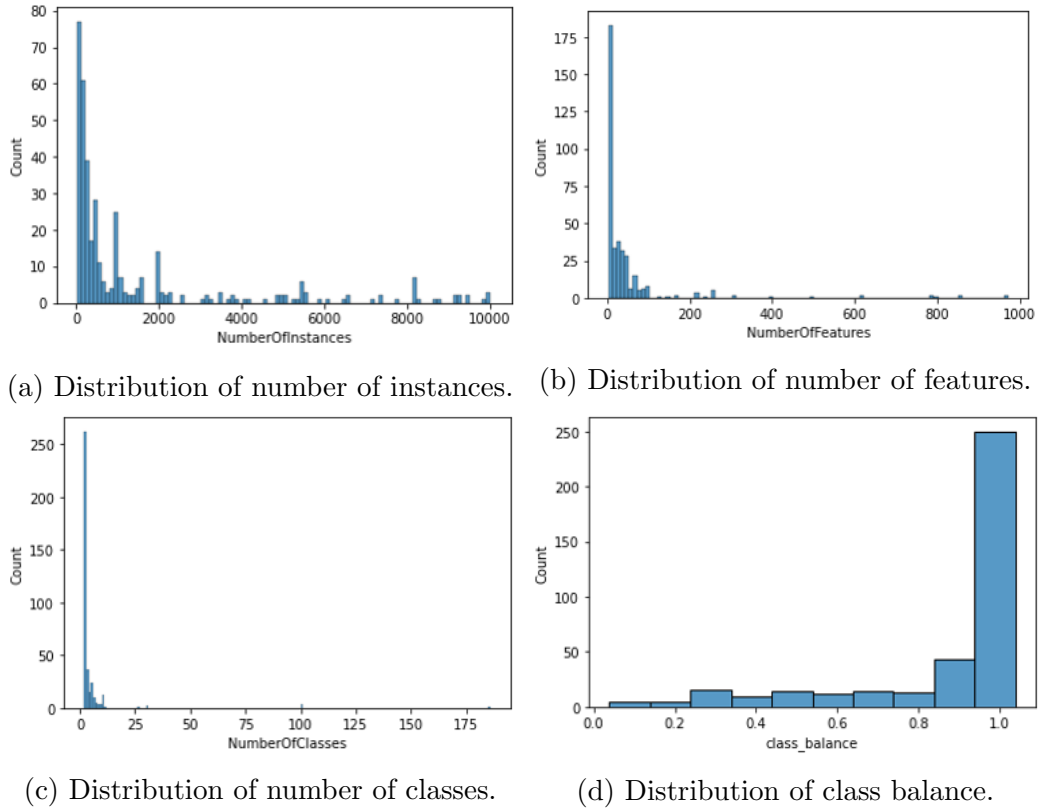 80
70
60
50
40
30
20
10
0
Count
0 2000 4000 6000 8000 10000
NumberOfInstances
175
150
125
100
75
50
25
0
Count
0 200 400 600 800 1000
NumberOfFeatures
(a) Distribution of number of instances.
(b) Distribution of number of features.
250
200
150
100
50
0
Count
0 25 50 75 100 125 150 175
NumberOfClasses
250
200
150
100
50
0
Count
0.0 0.2 0.4 0.6 0.8 1.0
class_balance
(c) Distribution of number of classes.
(d) Distribution of class balance.